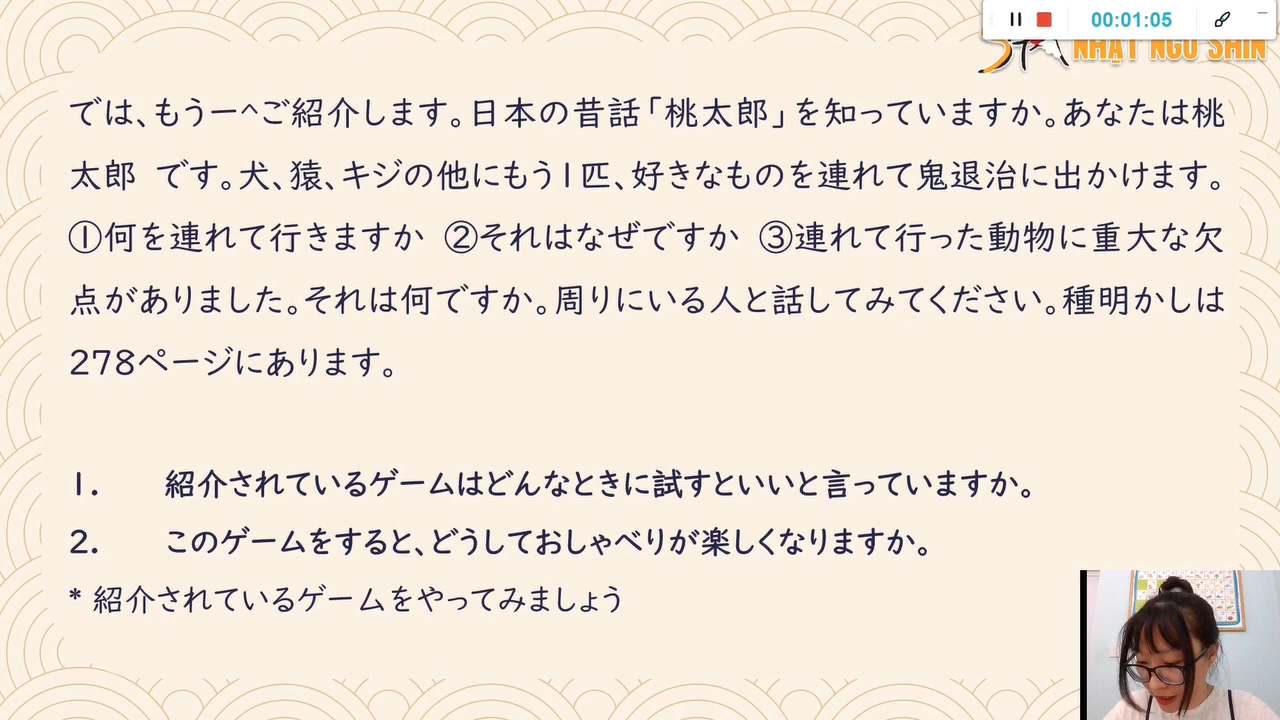 00:01:05
NHẬT NGỮ SHIN
では、もう一へご紹介します。日本の昔話「桃太郎」を知っていますか。あなたは桃
太郎 です。犬、猿、キジの他にもう1匹、好きなものを連れて鬼退治に出かけます。
①何を連れて行きますか ②それはなぜですか ③連れて行った動物に重大な欠
点がありました。それは何ですか。周りにいる人と話してみてください。種明かしは
278ページにあります。
1. 紹介されているゲームはどんなときに試すといいと言っていますか。
2. このゲームをすると、どうしておしゃべりが楽しくなりますか。
* 紹介されているゲームをやってみましょう